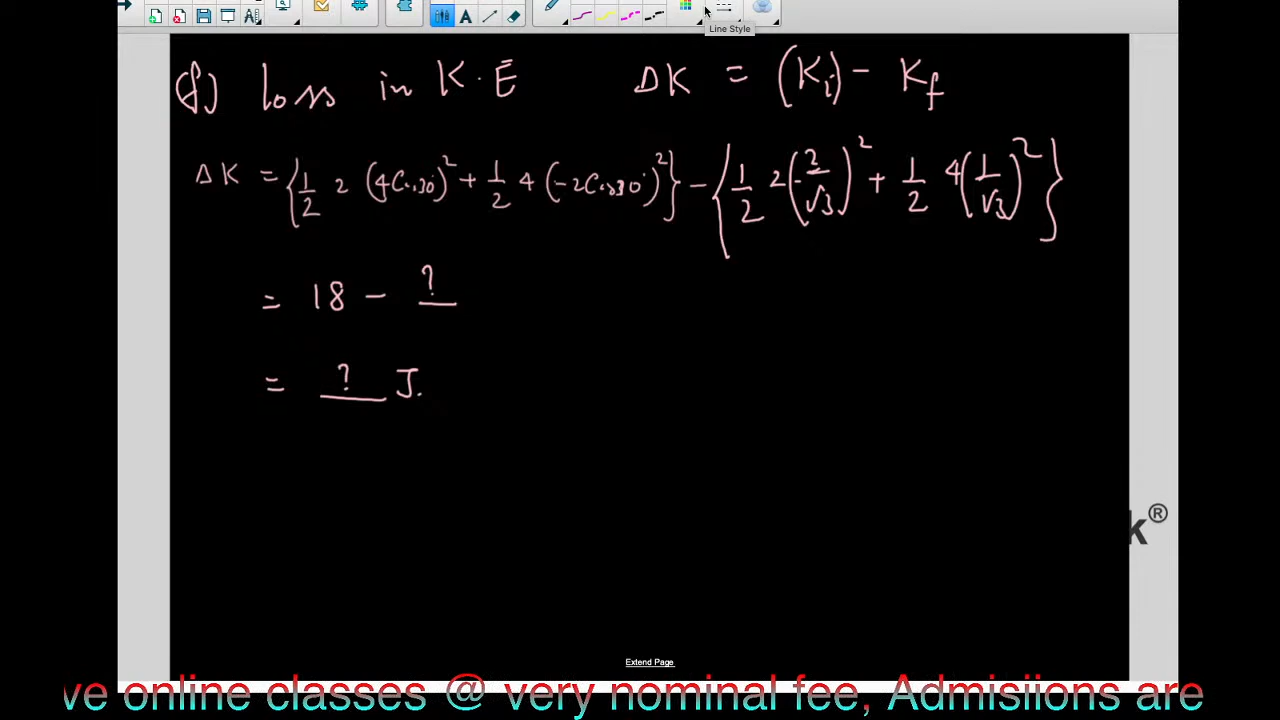 Line Style
f) loss in K.E ΔK = (Ki) - Kf
ΔK = {1/2 2 (4Cos30°)² + 1/2 4 (-2Cos30°)²} - {1/2 2(2/√3)² + 1/2 4(1/√3)²}
= 18 - ?
= ? J.
k®
Extend Page
ve online classes @ very nominal fee, Admisiions are